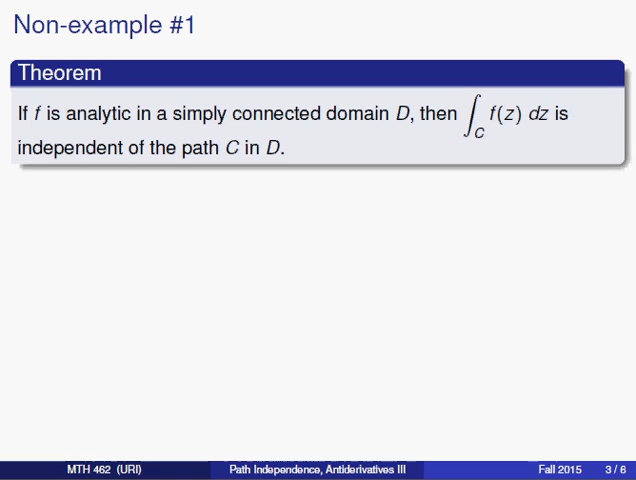 Non-example #1
Theorem
If f is analytic in a simply connected domain D, then ∫_C f(z) dz is
independent of the path C in D.
MTH 462 (URI) Path Independence, Antiderivatives III Fall 2015 3 / 6